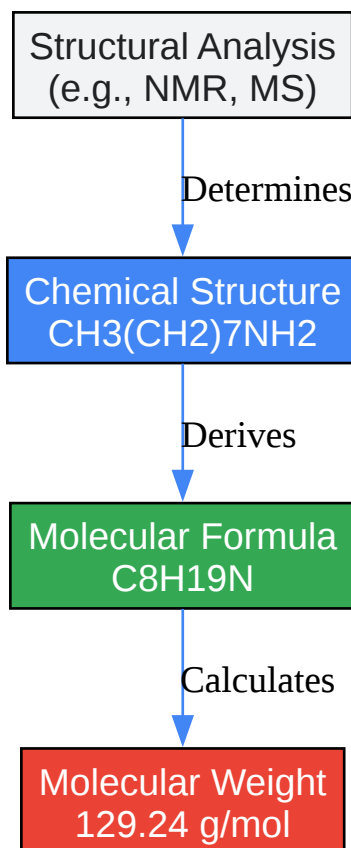 Structural Analysis
(e.g., NMR, MS)
Determines
Chemical Structure
CH3(CH2)7NH2
Derives
Molecular Formula
C8H19N
Calculates
Molecular Weight
129.24 g/mol